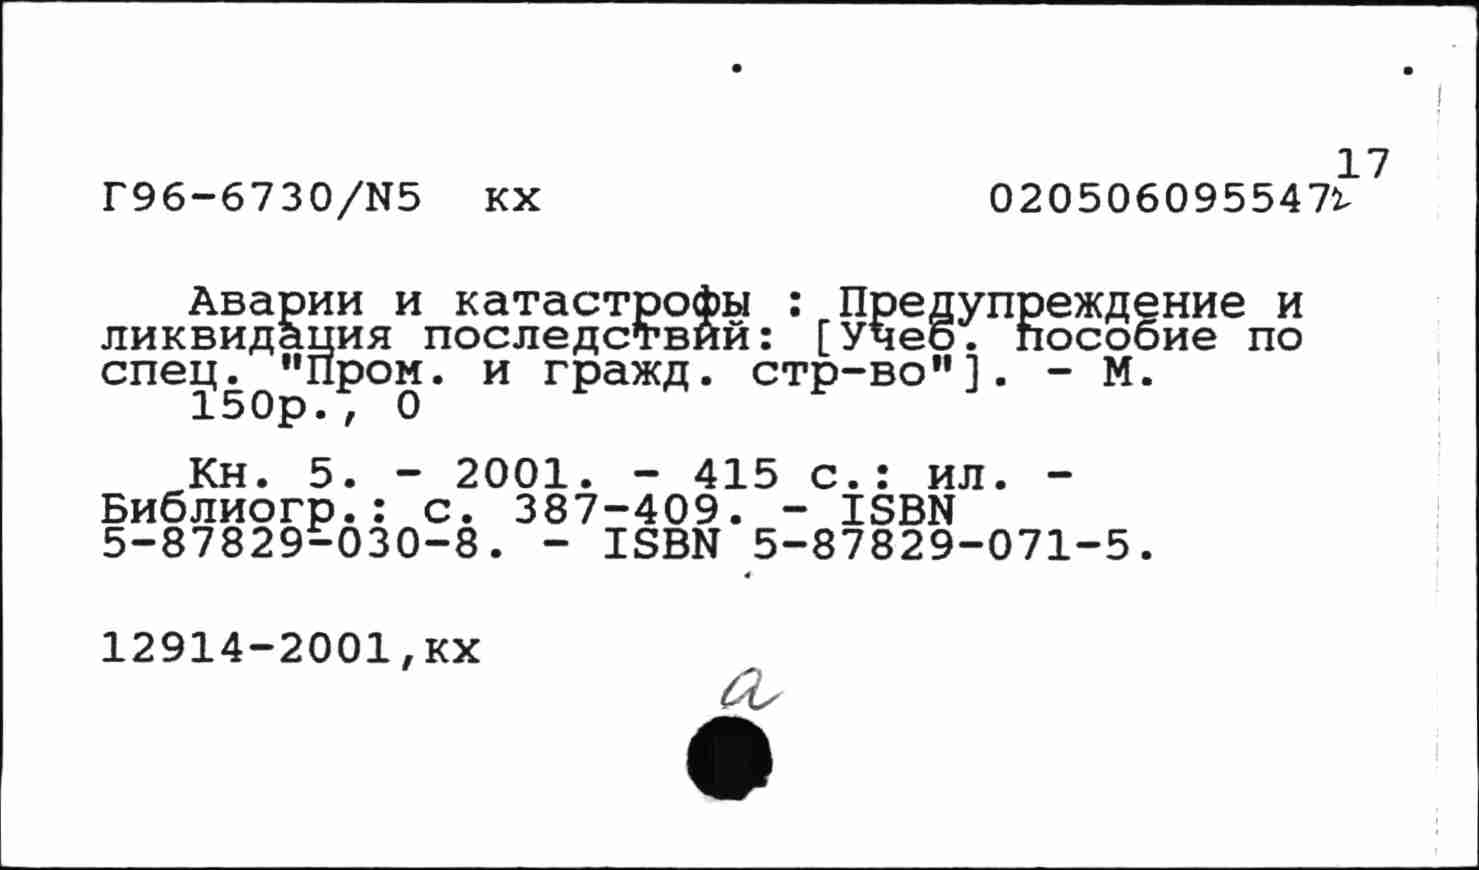 17
Г96-6730/N5 кх 020506095547г
Аварии и катастрофы : Предупреждение и
ликвидация последствий: [Учеб. пособие по
спец. "Пром. и гражд. стр-во"]. - М.
150р., 0
Кн. 5. - 2001. - 415 с.: ил. -
Библиогр.: с. 387-409. - ISBN
5-87829-030-8. - ISBN 5-87829-071-5.
12914-2001,кх
а